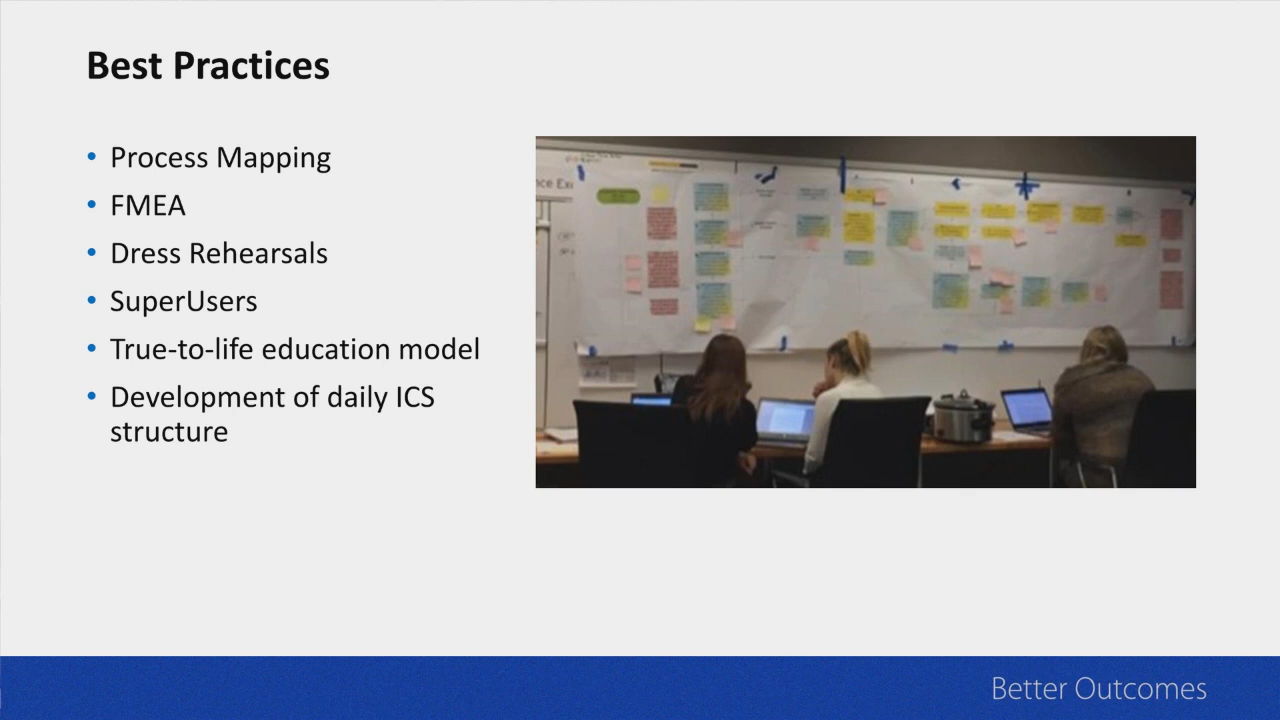 Best Practices
• Process Mapping
• FMEA
• Dress Rehearsals
• SuperUsers
• True-to-life education model
• Development of daily ICS
structure
Better Outcomes